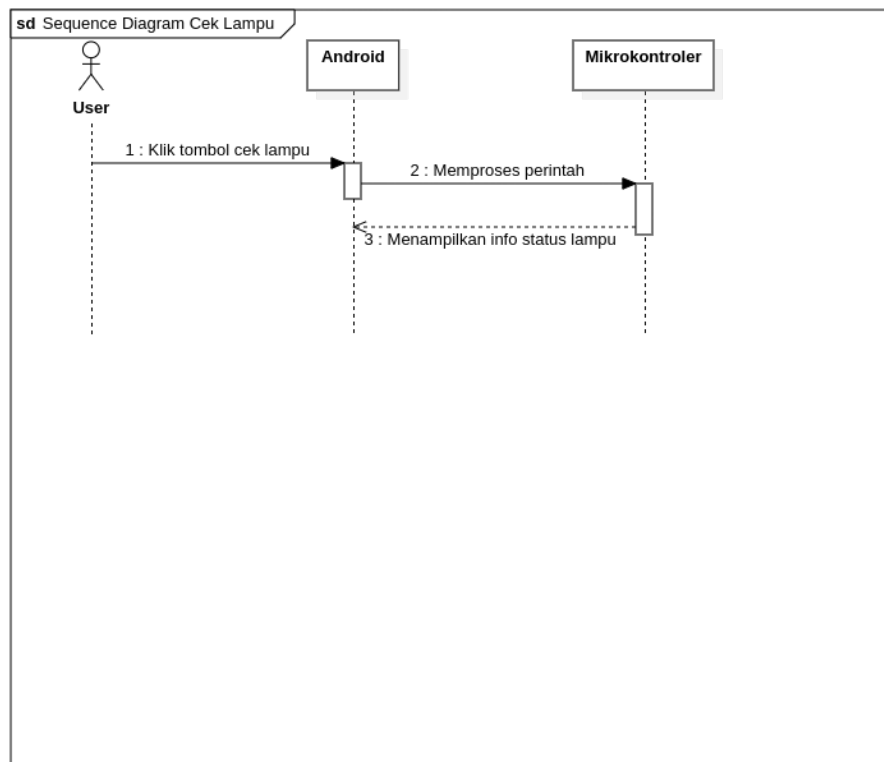 sd Sequence Diagram Cek Lampu
User
Android
Mikrokontroler
1 : Klik tombol cek lampu
2 : Memproses perintah
3 : Menampilkan info status lampu